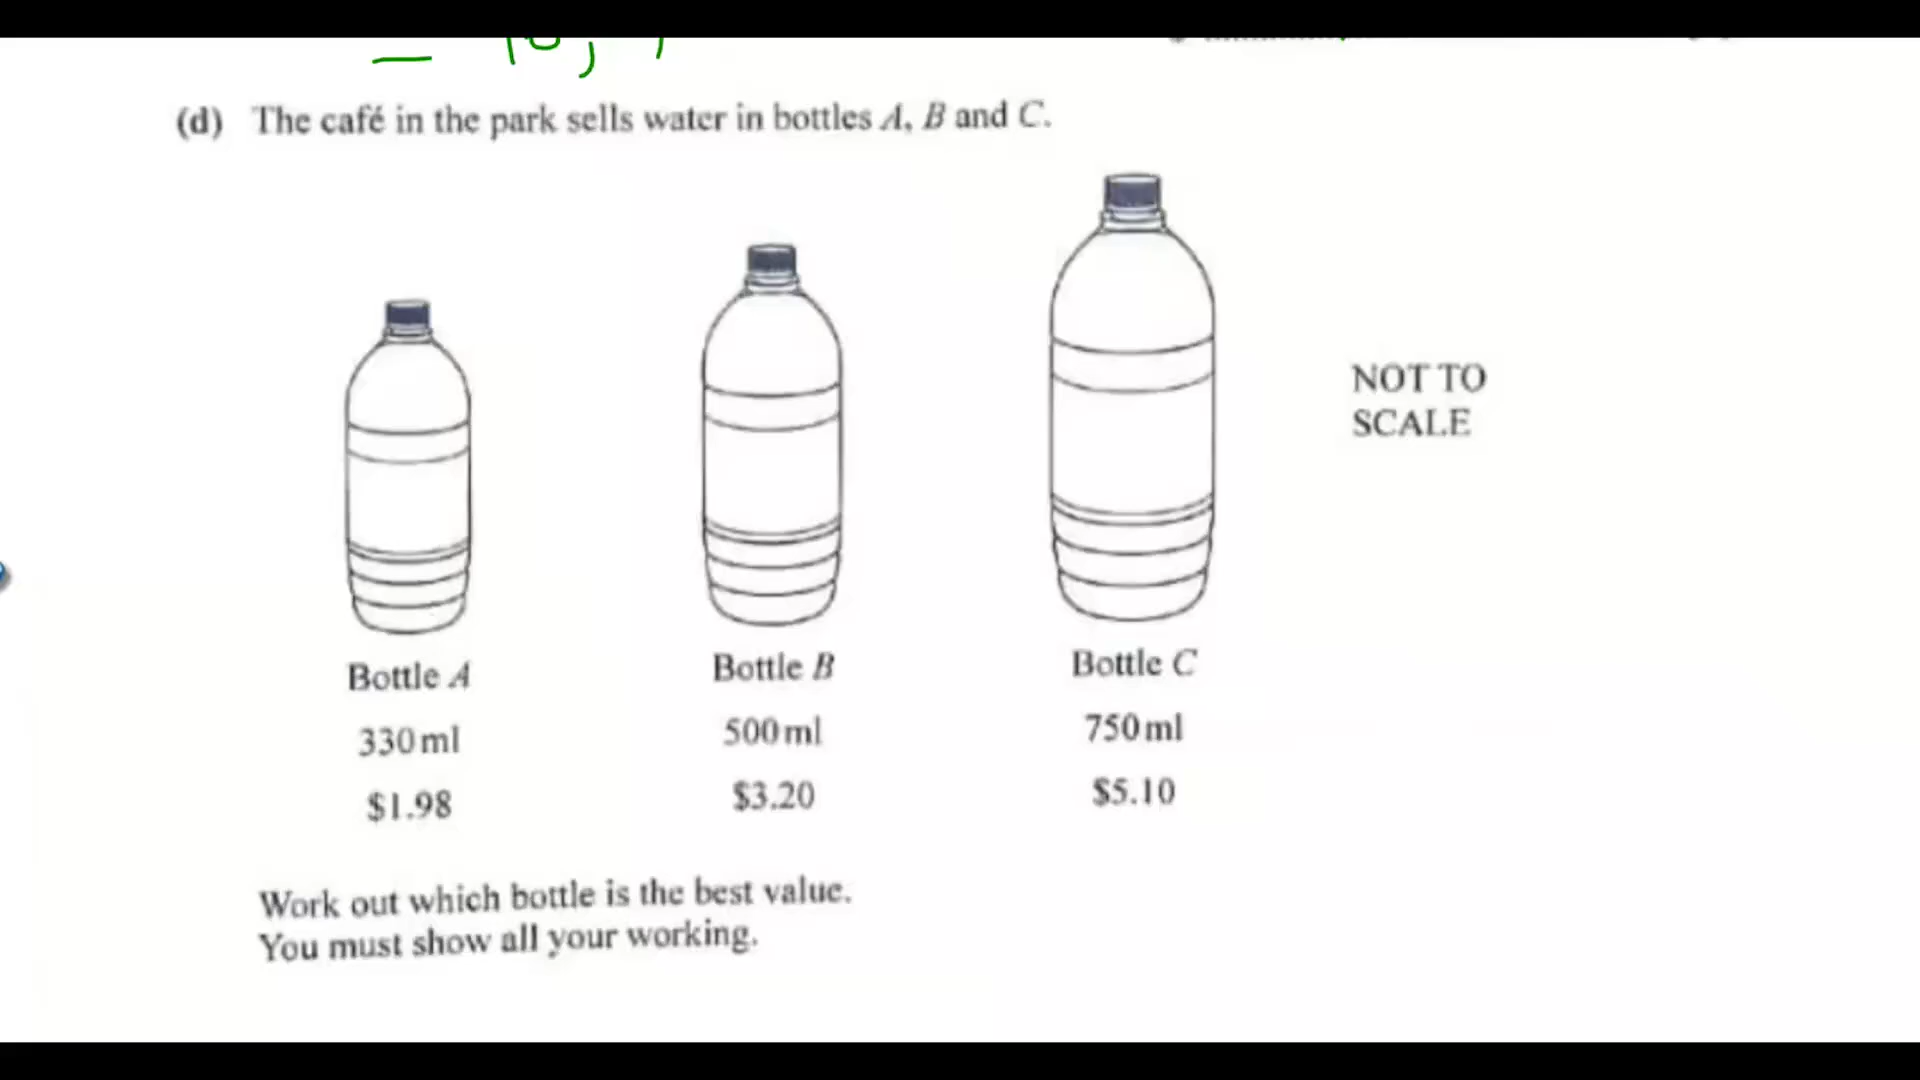 (d) The café in the park sells water in bottles A, B and C.
NOT TO
SCALE
Bottle A
330 ml
$1.98
Bottle B
500 ml
$3.20
Bottle C
750 ml
$5.10
Work out which bottle is the best value.
You must show all your working.